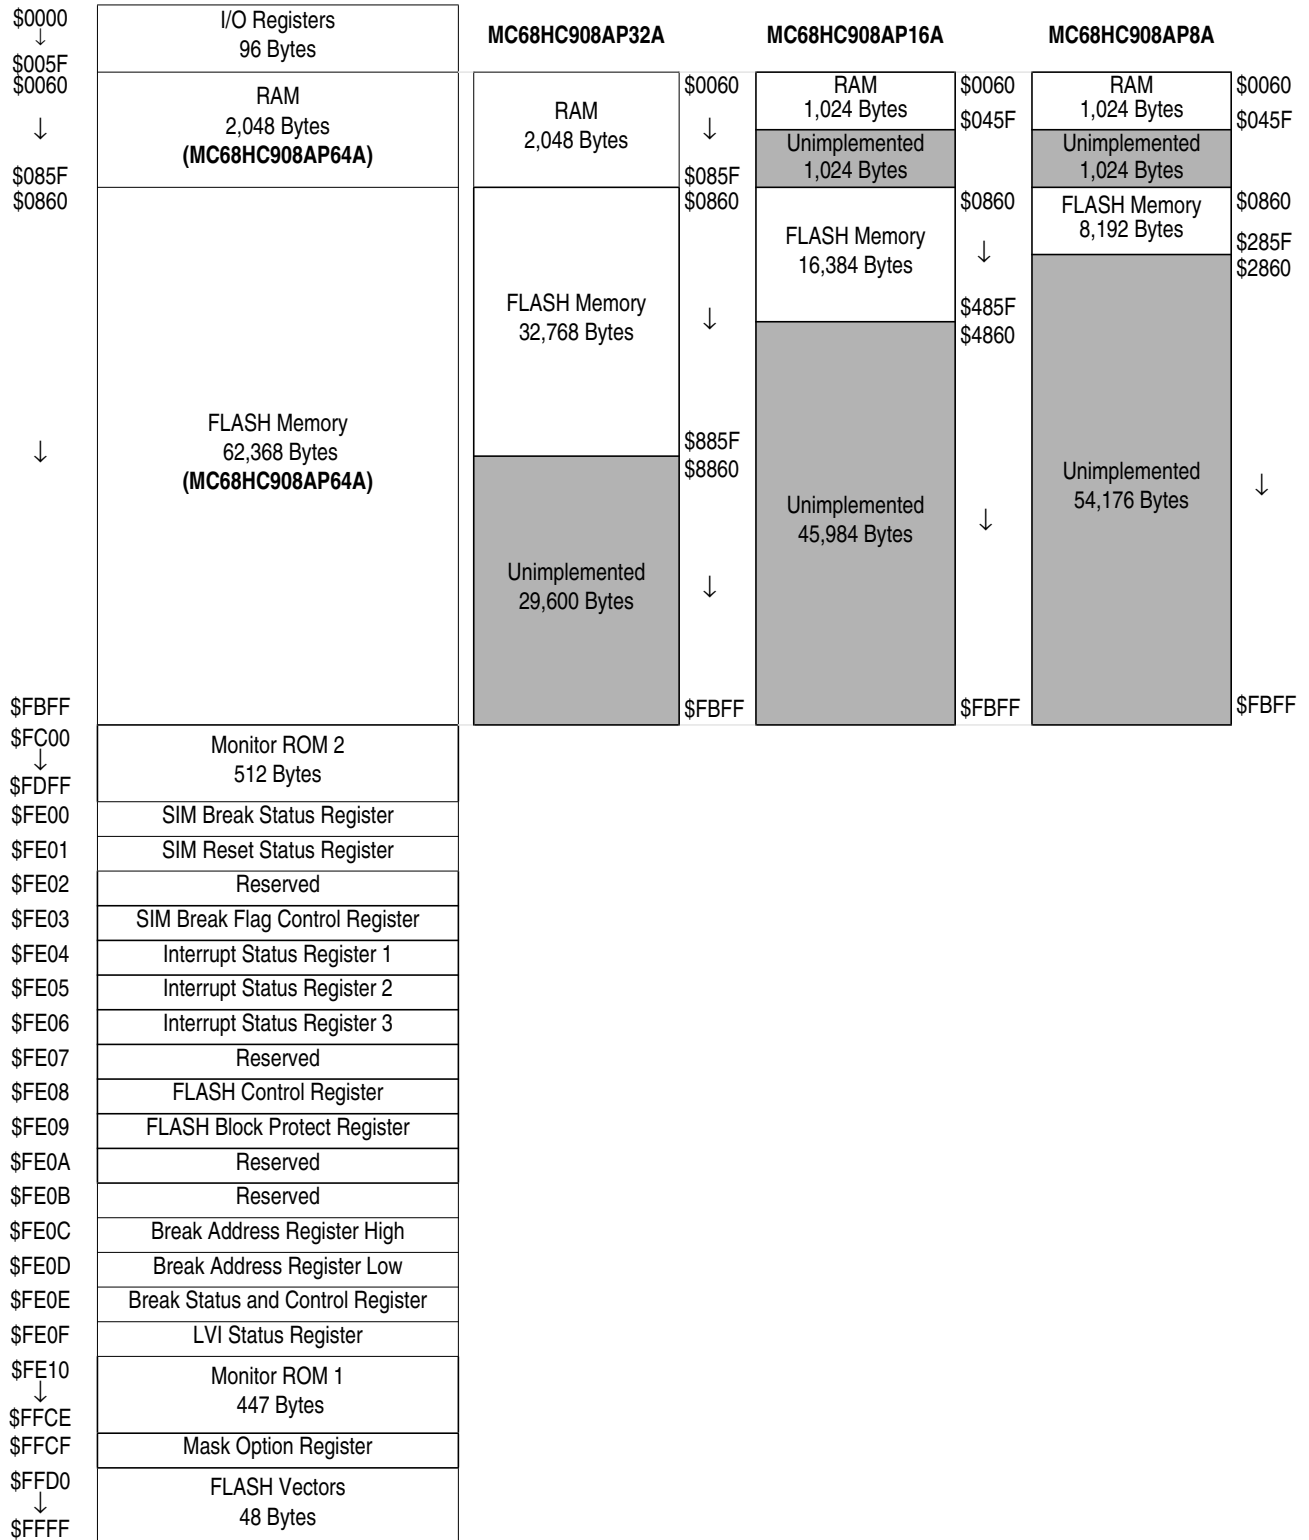 $0000
↓
$005F
I/O Registers
96 Bytes
MC68HC908AP32A
MC68HC908AP16A
MC68HC908AP8A
$0060
↓
$085F
RAM
2,048 Bytes
(MC68HC908AP64A)
RAM
2,048 Bytes
$0060
↓
$085F
RAM
1,024 Bytes
$0060
$045F
Unimplemented
1,024 Bytes
RAM
1,024 Bytes
$0060
$045F
Unimplemented
1,024 Bytes
$0860
↓
$FBFF
FLASH Memory
62,368 Bytes
(MC68HC908AP64A)
FLASH Memory
32,768 Bytes
$0860
↓
$885F
$8860
Unimplemented
29,600 Bytes
↓
$FBFF
FLASH Memory
16,384 Bytes
$0860
↓
$485F
$4860
Unimplemented
45,984 Bytes
↓
$FBFF
FLASH Memory
8,192 Bytes
$0860
$285F
$2860
Unimplemented
54,176 Bytes
↓
$FBFF
$FC00
↓
$FDFF
Monitor ROM 2
512 Bytes
$FE00 SIM Break Status Register
$FE01 SIM Reset Status Register
$FE02 Reserved
$FE03 SIM Break Flag Control Register
$FE04 Interrupt Status Register 1
$FE05 Interrupt Status Register 2
$FE06 Interrupt Status Register 3
$FE07 Reserved
$FE08 FLASH Control Register
$FE09 FLASH Block Protect Register
$FE0A Reserved
$FE0B Reserved
$FE0C Break Address Register High
$FE0D Break Address Register Low
$FE0E Break Status and Control Register
$FE0F LVI Status Register
$FE10
↓
$FFCE
Monitor ROM 1
447 Bytes
$FFCF Mask Option Register
$FFD0
↓
$FFFF
FLASH Vectors
48 Bytes